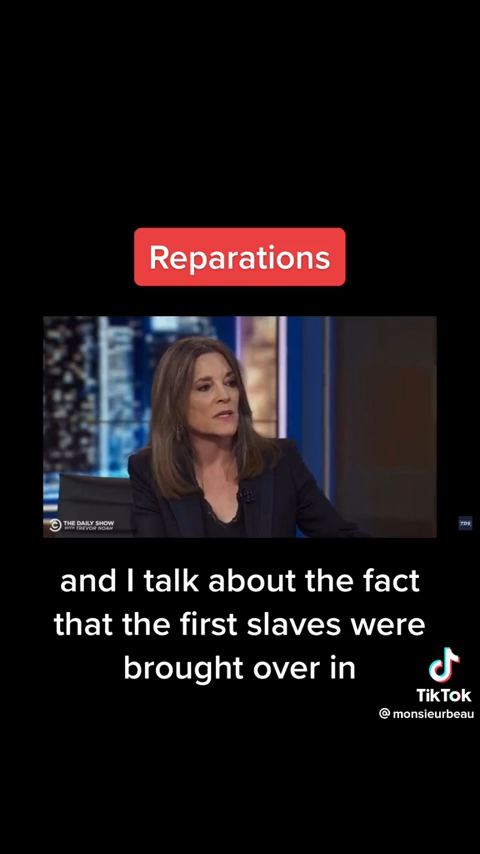 Reparations
THE DAILY SHOW
WITH TREVOR NOAH
TDS
and I talk about the fact
that the first slaves were
brought over in
TikTok
@monsieurbeau